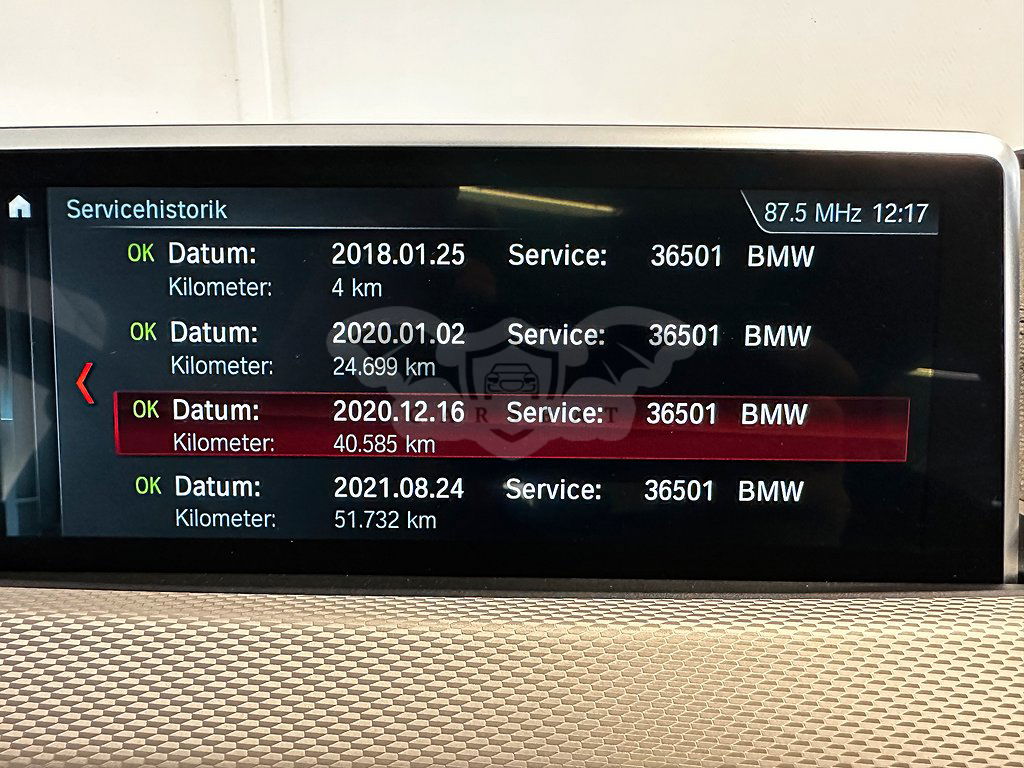 Servicehistorik
87.5 MHz 12:17
OK Datum: 2018.01.25 Service: 36501 BMW
Kilometer: 4 km
OK Datum: 2020.01.02 Service: 36501 BMW
Kilometer: 24.699 km
OK Datum: 2020.12.16 Service: 36501 BMW
Kilometer: 40.585 km
OK Datum: 2021.08.24 Service: 36501 BMW
Kilometer: 51.732 km